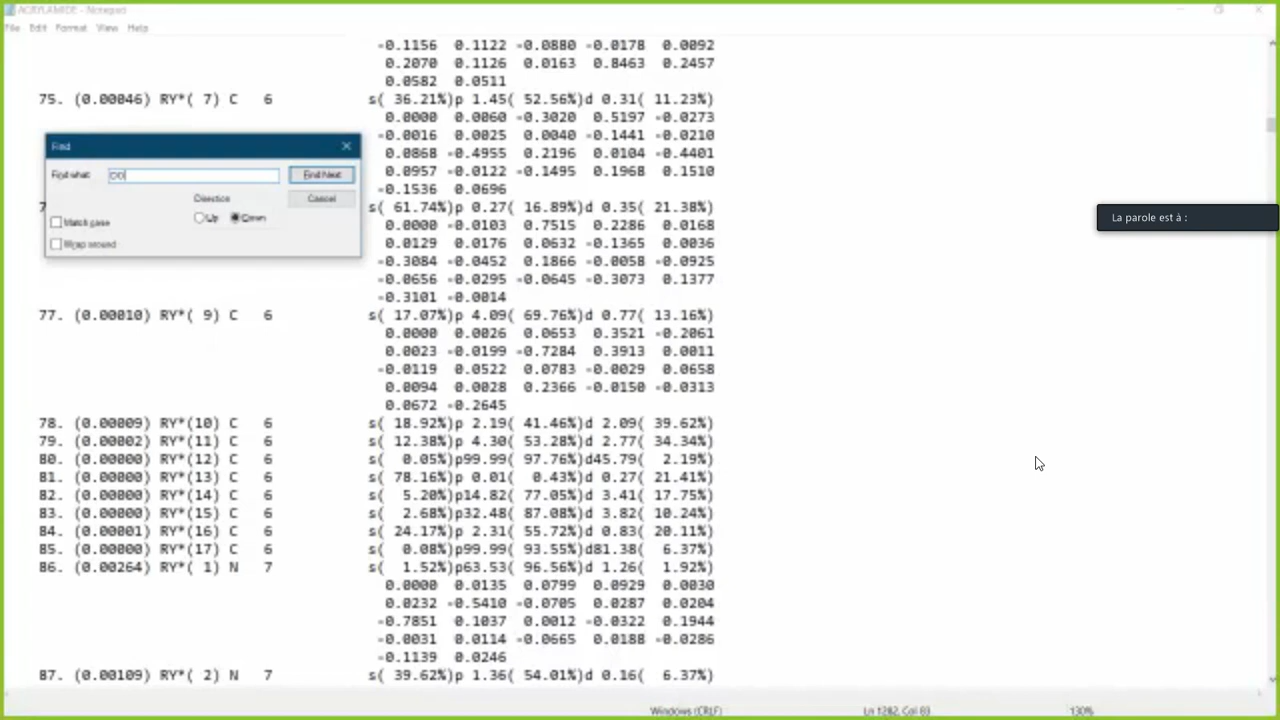 ACRYLAMIDE - Notepad
File Edit Format View Help
-0.1156 0.1122 -0.0880 -0.0178 0.0092
0.2070 0.1126 0.0163 0.8463 0.2457
0.0582 0.0511
75. (0.00046) RY*( 7) C 6 s( 36.21%)p 1.45( 52.56%)d 0.31( 11.23%)
0.0000 0.0060 -0.3020 0.5197 -0.0273
-0.0016 0.0025 0.0040 -0.1441 -0.0210
0.0868 -0.4955 0.2196 0.0104 -0.4401
0.0957 -0.0122 -0.1495 0.1968 0.1510
-0.1536 0.0696
7 s( 61.74%)p 0.27( 16.89%)d 0.35( 21.38%)
0.0000 -0.0103 0.7515 0.2286 0.0168
0.0129 0.0176 0.0632 -0.1365 0.0036
-0.3084 -0.0452 0.1866 -0.0058 -0.0925
-0.0656 -0.0295 -0.0645 -0.3073 0.1377
-0.3101 -0.0014
77. (0.00010) RY*( 9) C 6 s( 17.07%)p 4.09( 69.76%)d 0.77( 13.16%)
0.0000 0.0026 0.0653 0.3521 -0.2061
0.0023 -0.0199 -0.7284 0.3913 0.0011
-0.0119 0.0522 0.0783 -0.0029 0.0658
0.0094 0.0028 0.2366 -0.0150 -0.0313
0.0672 -0.2645
78. (0.00009) RY*(10) C 6 s( 18.92%)p 2.19( 41.46%)d 2.09( 39.62%)
79. (0.00002) RY*(11) C 6 s( 12.38%)p 4.30( 53.28%)d 2.77( 34.34%)
80. (0.00000) RY*(12) C 6 s( 0.05%)p99.99( 97.76%)d45.79( 2.19%)
81. (0.00000) RY*(13) C 6 s( 78.16%)p 0.01( 0.43%)d 0.27( 21.41%)
82. (0.00000) RY*(14) C 6 s( 5.20%)p14.82( 77.05%)d 3.41( 17.75%)
83. (0.00000) RY*(15) C 6 s( 2.68%)p32.48( 87.08%)d 3.82( 10.24%)
84. (0.00001) RY*(16) C 6 s( 24.17%)p 2.31( 55.72%)d 0.83( 20.11%)
85. (0.00000) RY*(17) C 6 s( 0.08%)p99.99( 93.55%)d81.38( 6.37%)
86. (0.00264) RY*( 1) N 7 s( 1.52%)p63.53( 96.56%)d 1.26( 1.92%)
0.0000 0.0135 0.0799 0.0929 0.0030
0.0232 -0.5410 -0.0705 0.0287 0.0204
-0.7851 0.1037 0.0012 -0.0322 0.1944
-0.0031 0.0114 -0.0665 0.0188 -0.0286
-0.1139 0.0246
87. (0.00109) RY*( 2) N 7 s( 39.62%)p 1.36( 54.01%)d 0.16( 6.37%)
Find
Find what:
Find Next
Direction
Cancel
Up Down
Match case
Wrap around
La parole est à :
Windows (CRLF) Ln 1282, Col 83 130%